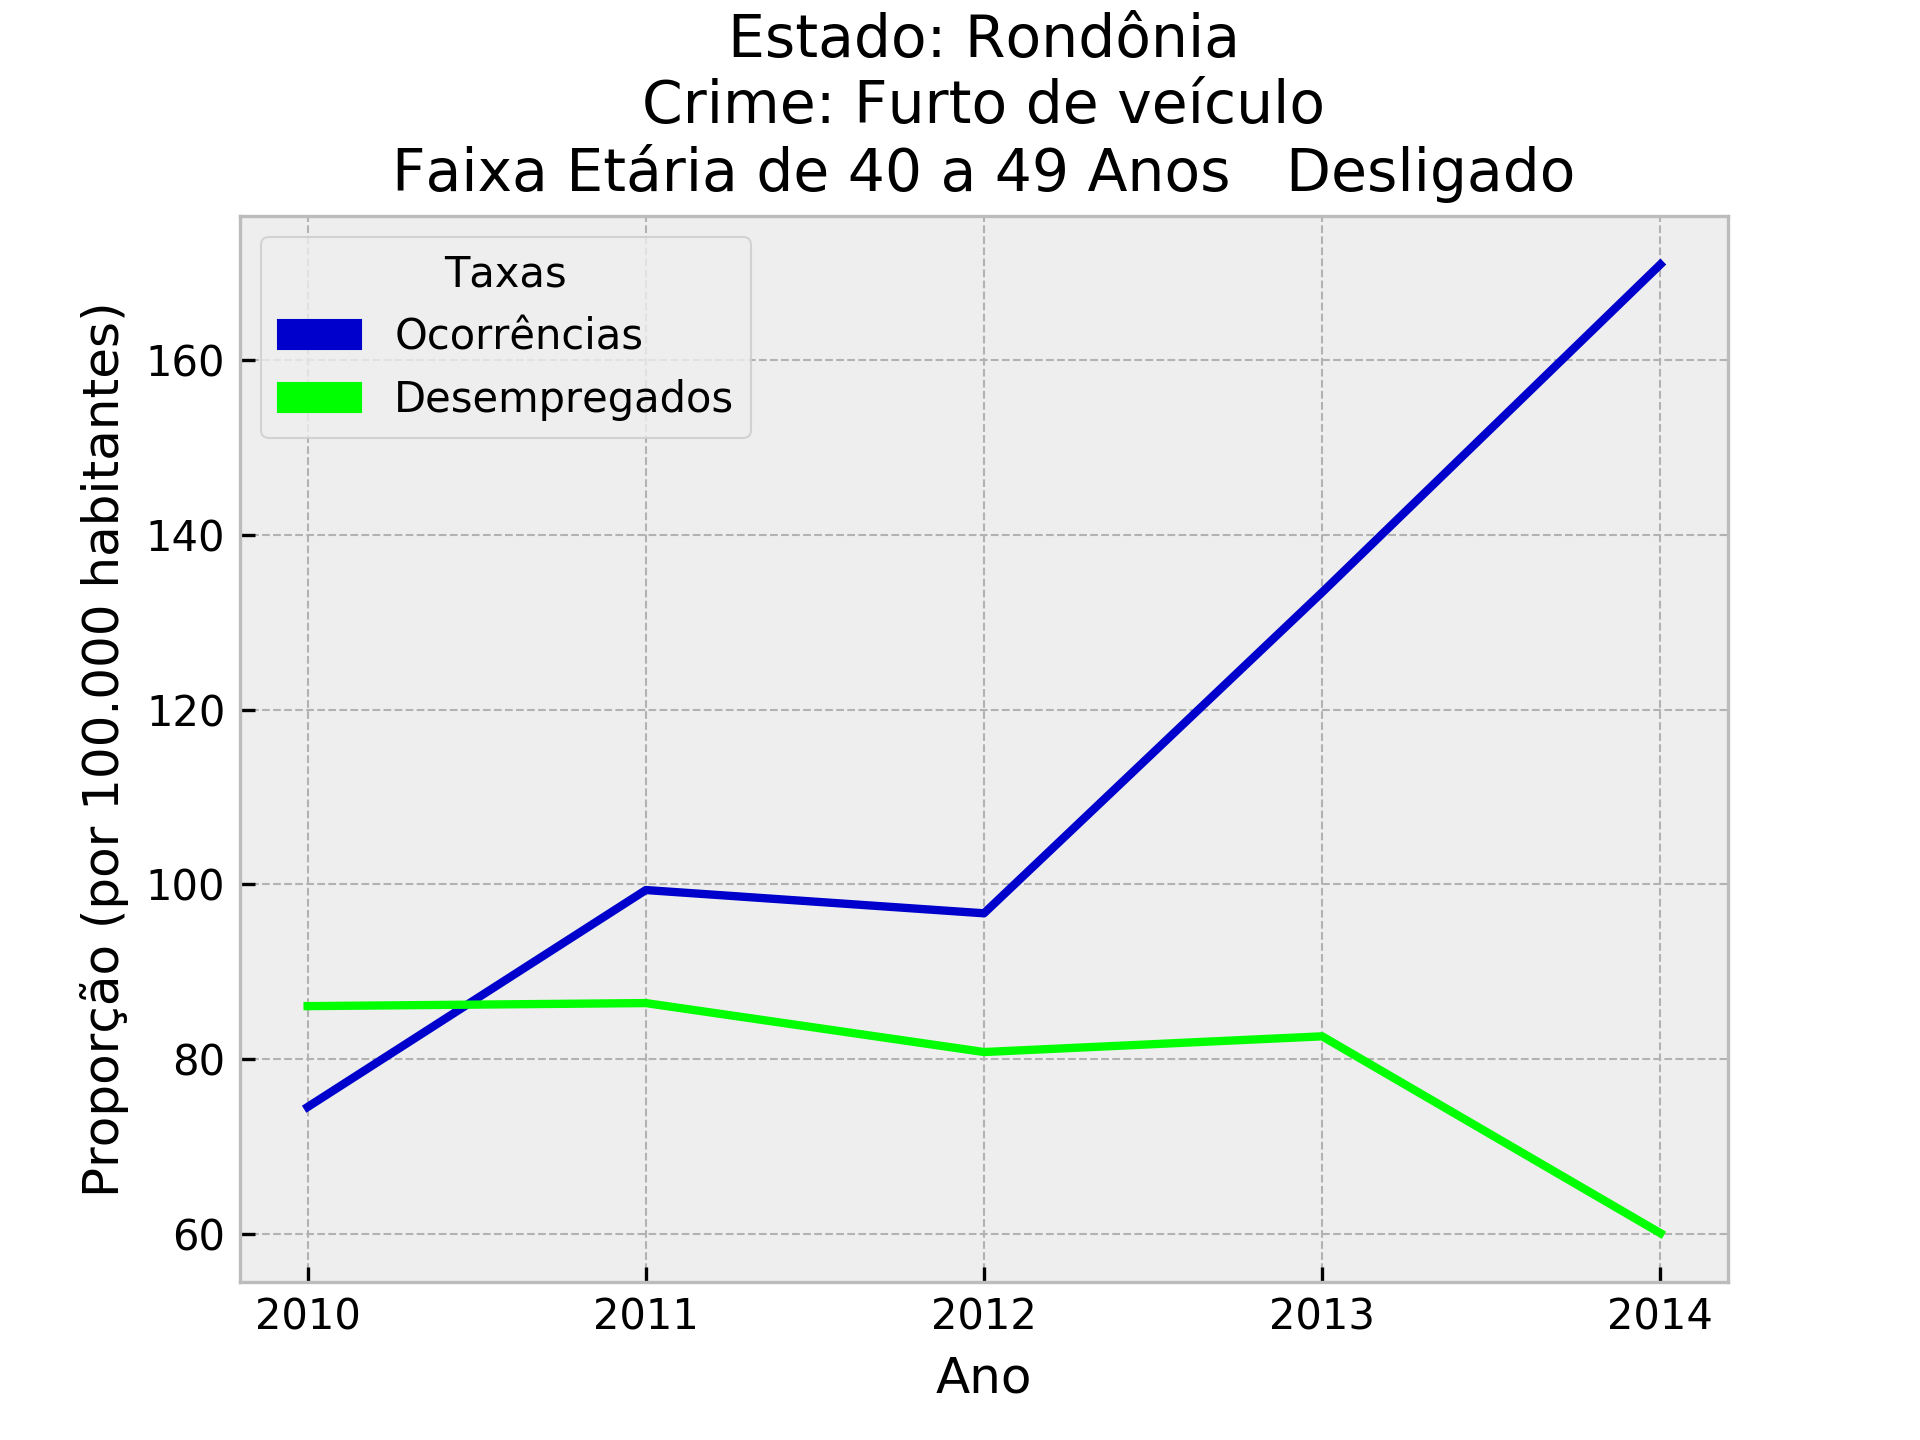 Estado: Rondônia
Crime: Furto de veículo
Faixa Etária de 40 a 49 Anos   Desligado
Taxas
Ocorrências
Desempregados
Proporção (por 100.000 habitantes)
160
140
120
100
80
60
2010 2011 2012 2013 2014
Ano